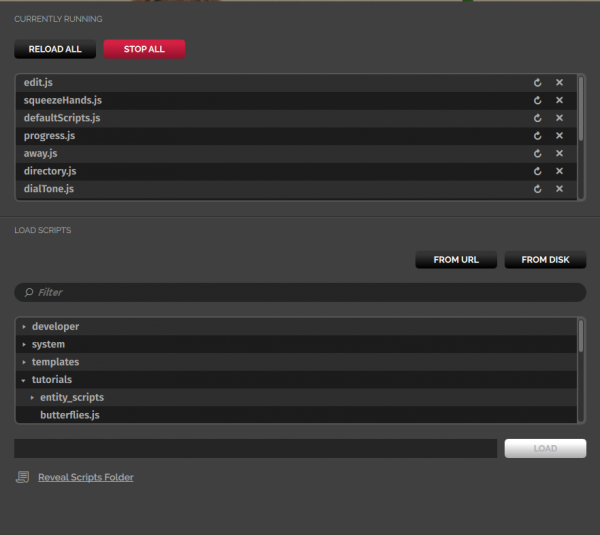 CURRENTLY RUNNING
RELOAD ALL STOP ALL
edit.js
squeezeHands.js
defaultScripts.js
progress.js
away.js
directory.js
dialTone.js
LOAD SCRIPTS
FROM URL FROM DISK
Filter
developer
system
templates
tutorials
entity_scripts
butterflies.js
LOAD
Reveal Scripts Folder